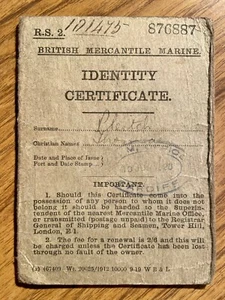 R.S. 2. 101475 876887
BRITISH MERCANTILE MARINE.
IDENTITY
CERTIFICATE.
Surname
Christian Names
Date and Place of Issue
Port and Date Stamp
IMPORTANT.
1. Should this Certificate come into the
possession of any person to whom it does not
belong it should be handed to the Superin-
tendent of the nearest Mercantile Marine Office,
or transmitted (postage unpaid) to the Registrar
General of Shipping and Seamen, Tower Hill,
London, E.1.
2. The fee for a renewal is 2/6 and this will
be charged unless the Certificate has been lost
through no fault of the owner.